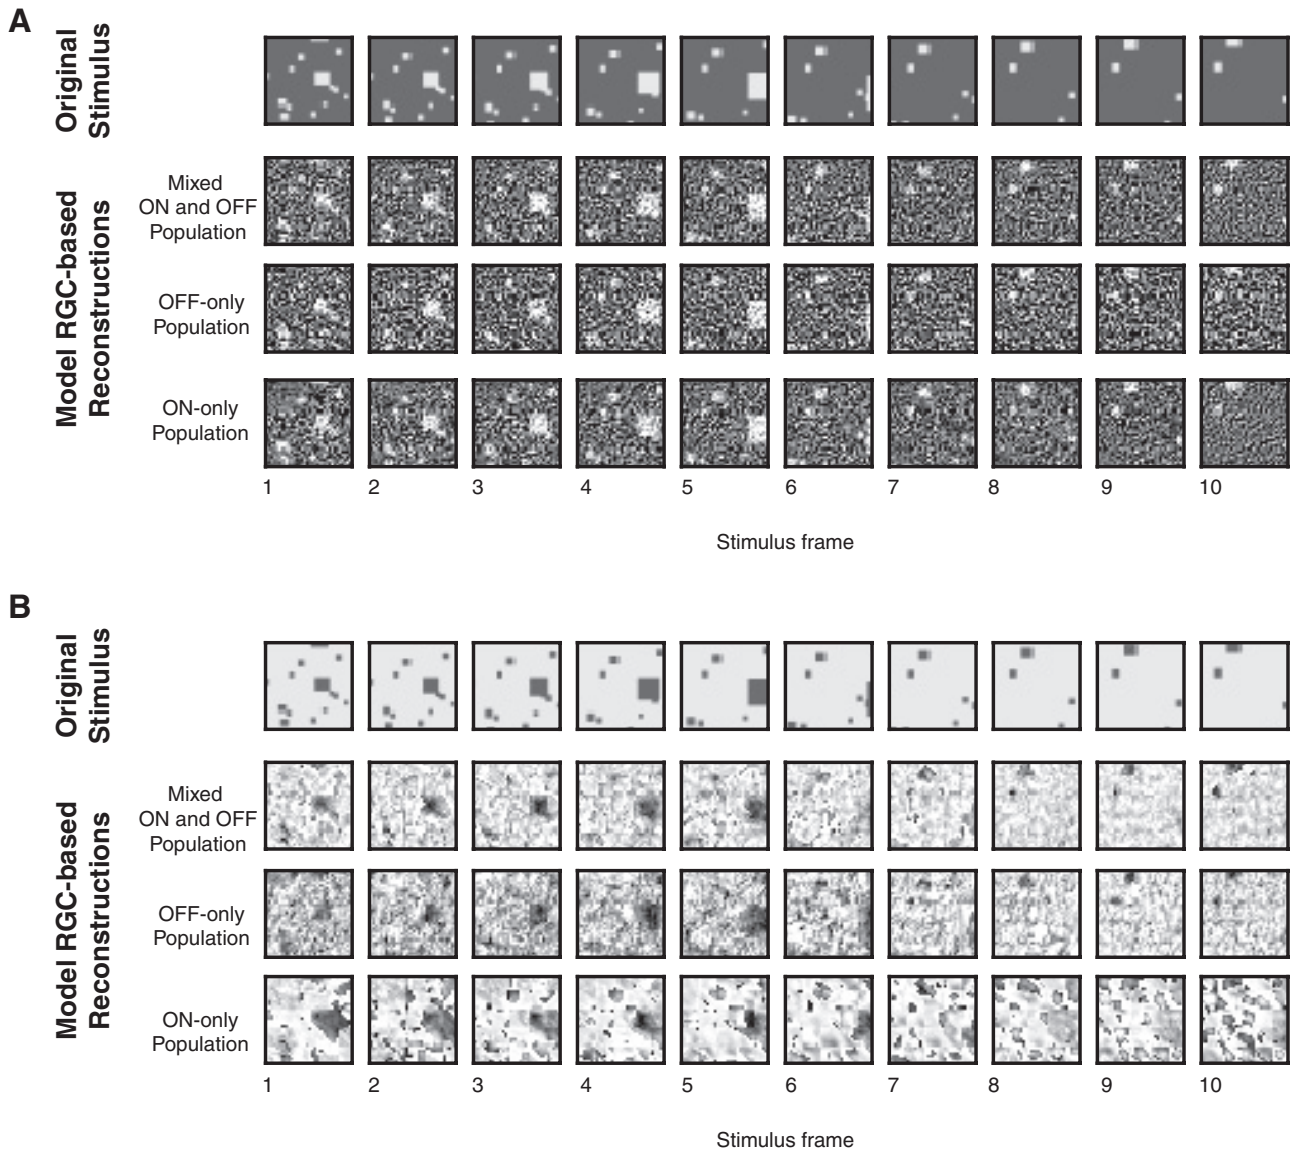 A
Original
Stimulus
Model RGC-based
Reconstructions
Mixed
ON and OFF
Population
OFF-only
Population
ON-only
Population
1 2 3 4 5 6 7 8 9 10
Stimulus frame
B
Original
Stimulus
Model RGC-based
Reconstructions
Mixed
ON and OFF
Population
OFF-only
Population
ON-only
Population
1 2 3 4 5 6 7 8 9 10
Stimulus frame